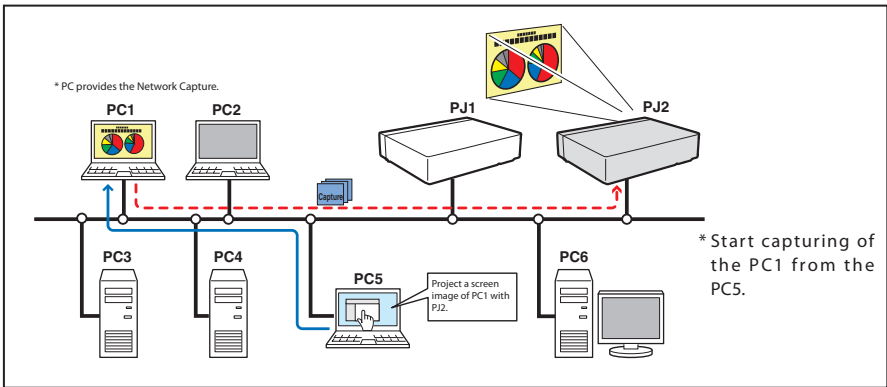 * PC provides the Network Capture.
PC1
PC2
PJ1
PJ2
Capture
PC3
PC4
PC5
PC6
Project a screen
image of PC1 with
PJ2.
* Start capturing of
the PC1 from the
PC5.